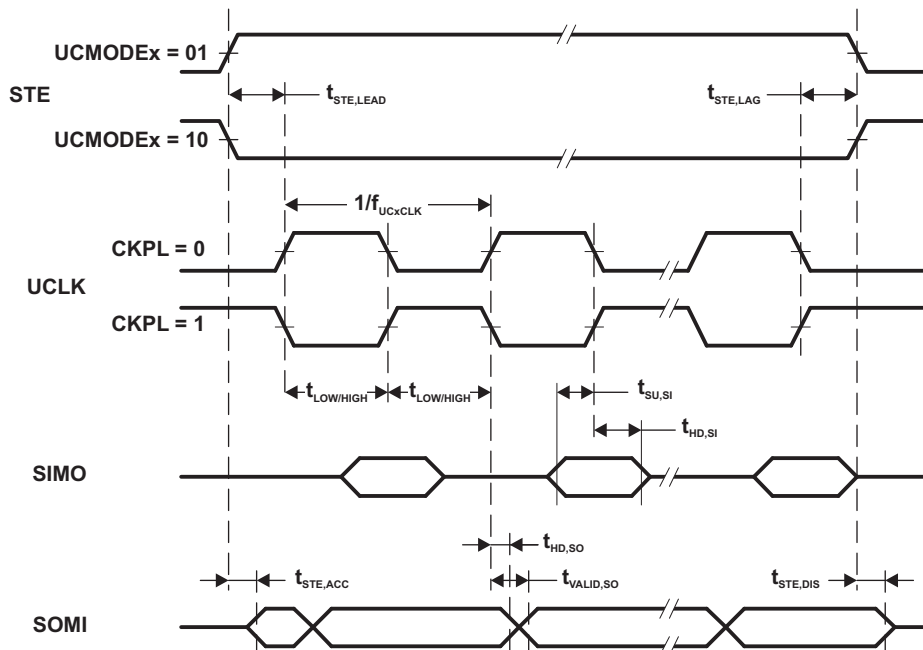 UCMODEx = 01
STE
tSTE,LEAD
tSTE,LAG
UCMODEx = 10
1/fUCxCLK
CKPL = 0
UCLK
CKPL = 1
tLOW/HIGH
tLOW/HIGH
tSU,SI
tHD,SI
SIMO
tHD,SO
tSTE,ACC
tVALID,SO
tSTE,DIS
SOMI